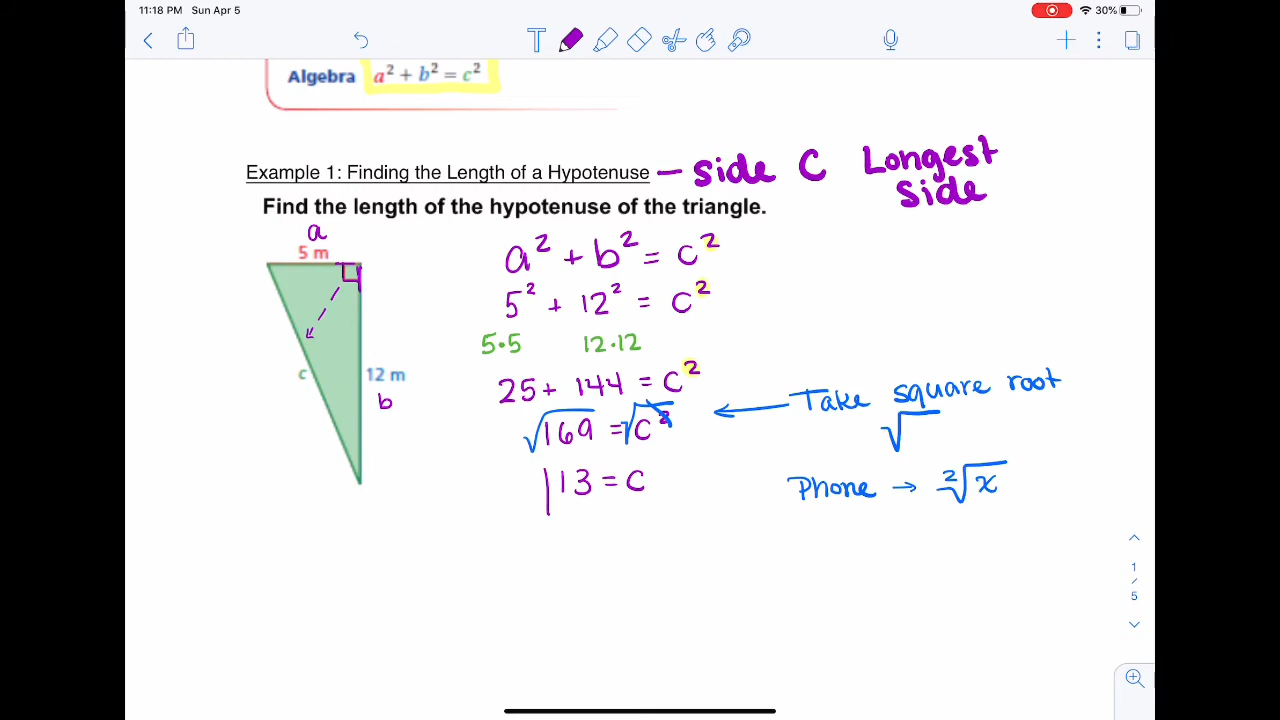 11:18 PM Sun Apr 5
30%
T
Algebra a² + b² = c²
Example 1: Finding the Length of a Hypotenuse — side C Longest
side
Find the length of the hypotenuse of the triangle.
a
5 m
c
12 m
b
a² + b² = c²
5² + 12² = c²
5•5 12•12
25 + 144 = c²
√169 = √c²
13 = c
Take square root
√
Phone → ²√x
1
/
5